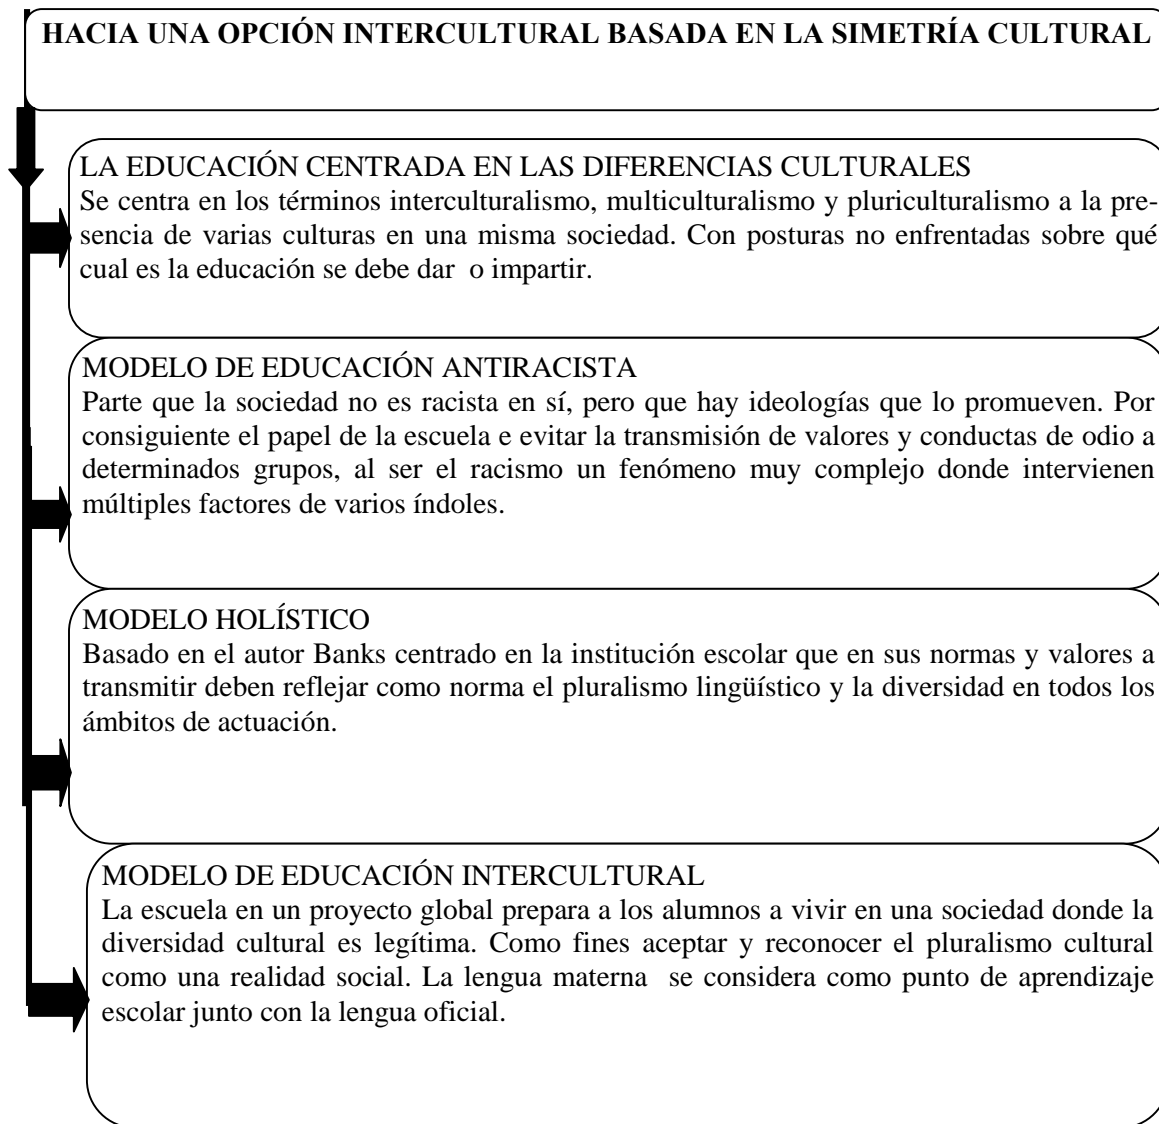 HACIA UNA OPCIÓN INTERCULTURAL BASADA EN LA SIMETRÍA CULTURAL
LA EDUCACIÓN CENTRADA EN LAS DIFERENCIAS CULTURALES
Se centra en los términos interculturalismo, multiculturalismo y pluriculturalismo a la pre-
sencia de varias culturas en una misma sociedad. Con posturas no enfrentadas sobre qué
cual es la educación se debe dar o impartir.
MODELO DE EDUCACIÓN ANTIRACISTA
Parte que la sociedad no es racista en sí, pero que hay ideologías que lo promueven. Por
consiguiente el papel de la escuela e evitar la transmisión de valores y conductas de odio a
determinados grupos, al ser el racismo un fenómeno muy complejo donde intervienen
múltiples factores de varios índoles.
MODELO HOLÍSTICO
Basado en el autor Banks centrado en la institución escolar que en sus normas y valores a
transmitir deben reflejar como norma el pluralismo lingüístico y la diversidad en todos los
ámbitos de actuación.
MODELO DE EDUCACIÓN INTERCULTURAL
La escuela en un proyecto global prepara a los alumnos a vivir en una sociedad donde la
diversidad cultural es legítima. Como fines aceptar y reconocer el pluralismo cultural
como una realidad social. La lengua materna se considera como punto de aprendizaje
escolar junto con la lengua oficial.